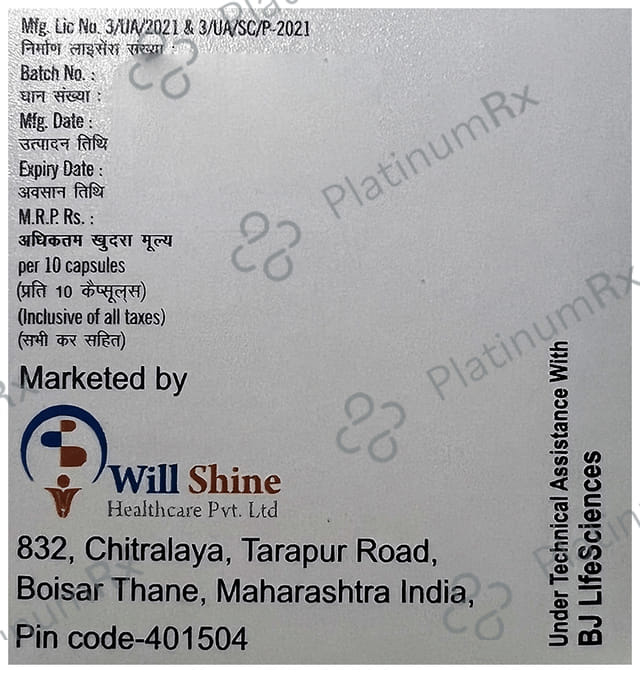 Mfg. Lic No. 3/UA/2021 & 3/UA/SC/P-2021
निर्माण लाइसेंस संख्या :
Batch No. :
घान संख्या :
Mfg. Date :
उत्पादन तिथि
Expiry Date :
अवसान तिथि
M.R.P. Rs. :
अधिकतम खुदरा मूल्य
per 10 capsules
(प्रति 10 कैप्सूल्स)
(Inclusive of all taxes)
(सभी कर सहित)
Marketed by
Will Shine
Healthcare Pvt. Ltd
832, Chitralaya, Tarapur Road,
Boisar Thane, Maharashtra India,
Pin code-401504
Under Technical Assistance With
BJ LIfeSciences
PlatinumRx
PlatinumRx
PlatinumRx